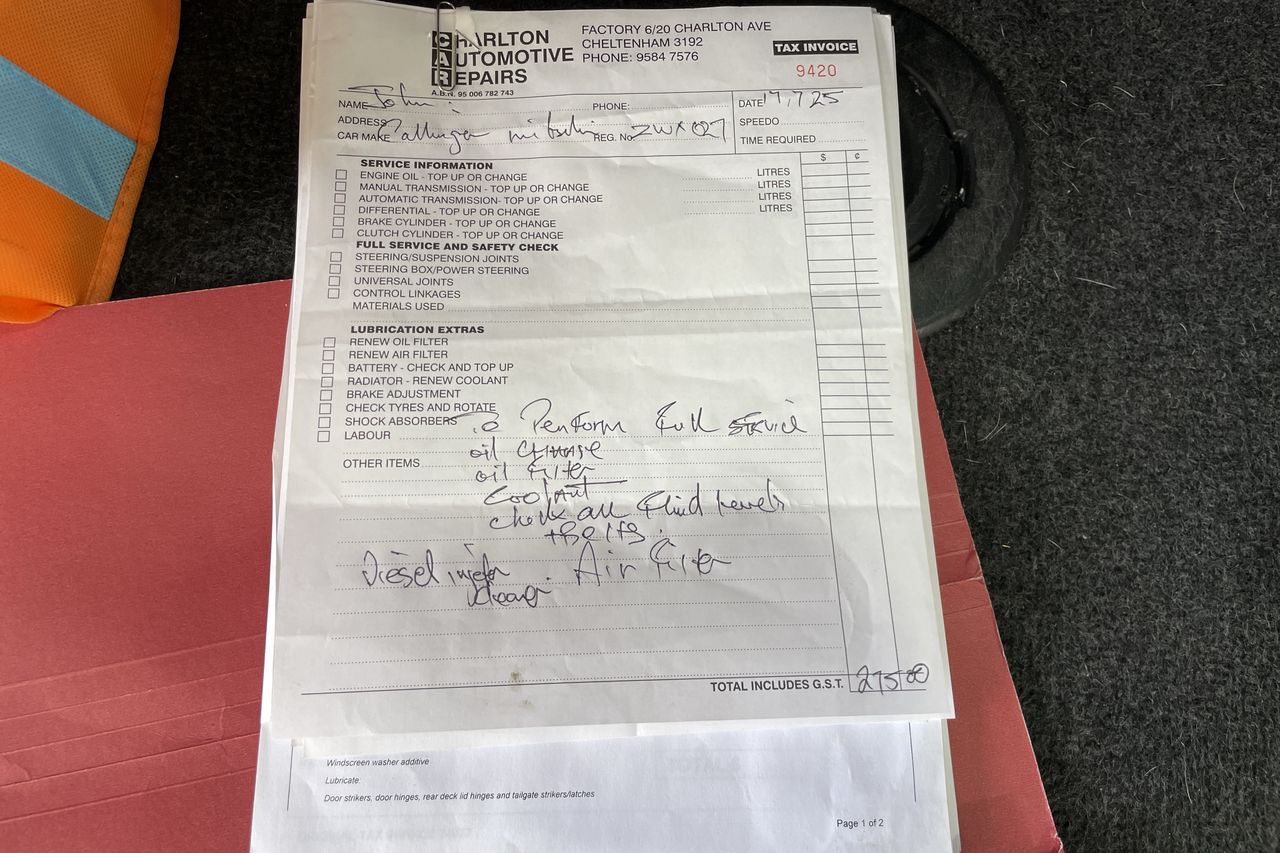 CHARLTON AUTOMOTIVE REPAIRS
A.B.N. 95 006 782 743
FACTORY 6/20 CHARLTON AVE
CHELTENHAM 3192
PHONE: 9584 7576
TAX INVOICE
9420
NAME John PHONE:
DATE 17.7.25
ADDRESS
SPEEDO
CAR MAKE REG. No. ZWX 027
TIME REQUIRED
$ ¢
SERVICE INFORMATION
ENGINE OIL - TOP UP OR CHANGE LITRES
MANUAL TRANSMISSION - TOP UP OR CHANGE LITRES
AUTOMATIC TRANSMISSION- TOP UP OR CHANGE LITRES
DIFFERENTIAL - TOP UP OR CHANGE LITRES
BRAKE CYLINDER - TOP UP OR CHANGE
CLUTCH CYLINDER - TOP UP OR CHANGE
FULL SERVICE AND SAFETY CHECK
STEERING/SUSPENSION JOINTS
STEERING BOX/POWER STEERING
UNIVERSAL JOINTS
CONTROL LINKAGES
MATERIALS USED
LUBRICATION EXTRAS
RENEW OIL FILTER
RENEW AIR FILTER
BATTERY - CHECK AND TOP UP
RADIATOR - RENEW COOLANT
BRAKE ADJUSTMENT
CHECK TYRES AND ROTATE
SHOCK ABSORBERS
To Perform Full Service
LABOUR
oil change
OTHER ITEMS
oil Filter
Coolant
Check all Fluid levels
+Belts.
Diesel injector
Air Filter
cleaner
TOTAL INCLUDES G.S.T. 275 00
Windscreen washer additive
Lubricate:
Door strikers, door hinges, rear deck lid hinges and tailgate strikers/latches
Page 1 of 2